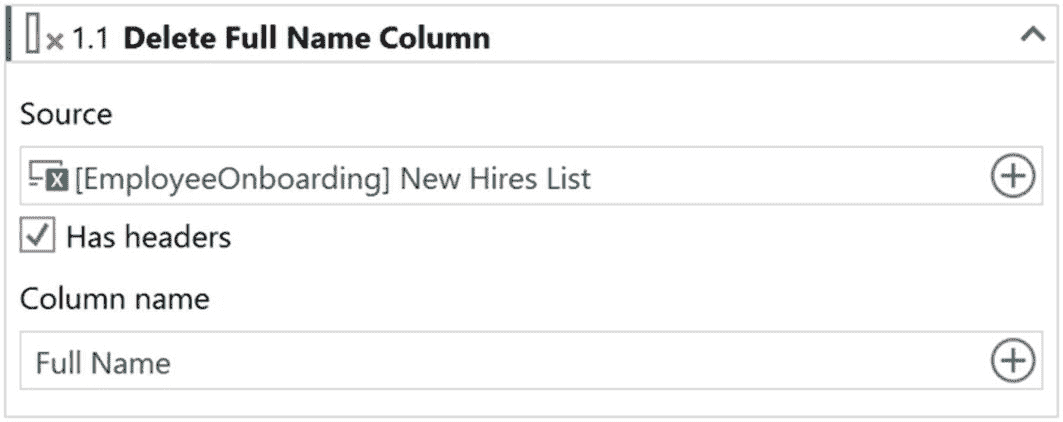 1.1 Delete Full Name Column
Source
[EmployeeOnboarding] New Hires List
Has headers
Column name
Full Name